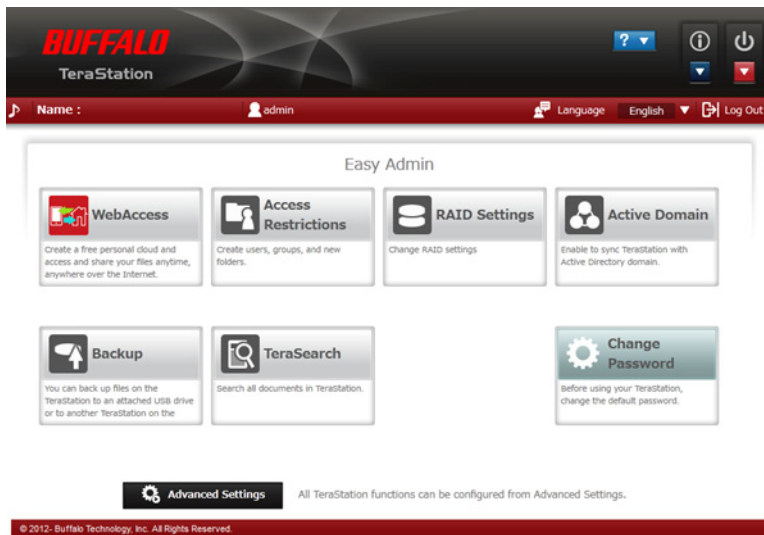 BUFFALO
TeraStation
?
Name :
admin
Language
English
Log Out
Easy Admin
WebAccess
Create a free personal cloud and
access and share your files anytime,
anywhere over the Internet.
Access
Restrictions
Create users, groups, and new
folders.
RAID Settings
Change RAID settings
Active Domain
Enable to sync TeraStation with
Active Directory domain.
Backup
You can back up files on the
TeraStation to an attached USB drive
or to another TeraStation on the
TeraSearch
Search all documents in TeraStation.
Change
Password
Before using your TeraStation,
change the default password.
Advanced Settings
All TeraStation functions can be configured from Advanced Settings.
© 2012- Buffalo Technology, Inc. All Rights Reserved.